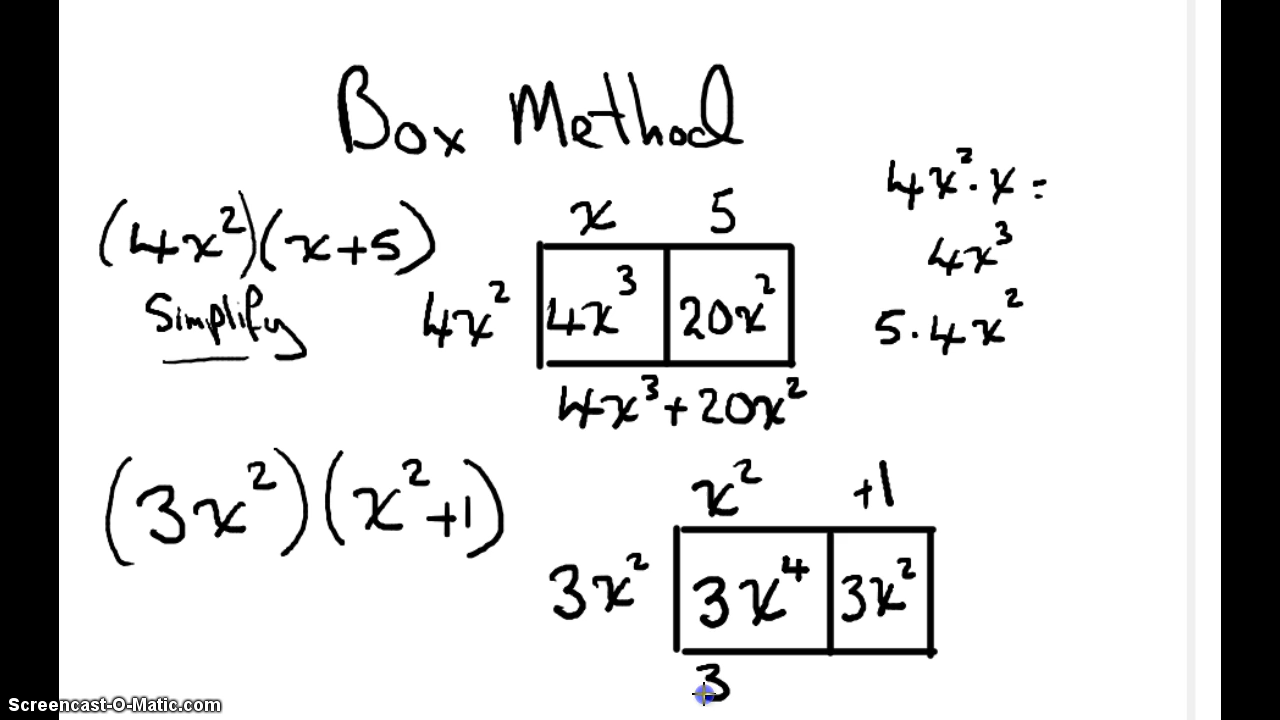 Box Method
(4x²)(x+5)
Simplify
x 5
4x² 4x³ 20x²
4x³+20x²
4x²·x=
4x³
5·4x²
(3x²)(x²+1)
x² +1
3x² 3x⁴ 3x²
3
Screencast-O-Matic.com